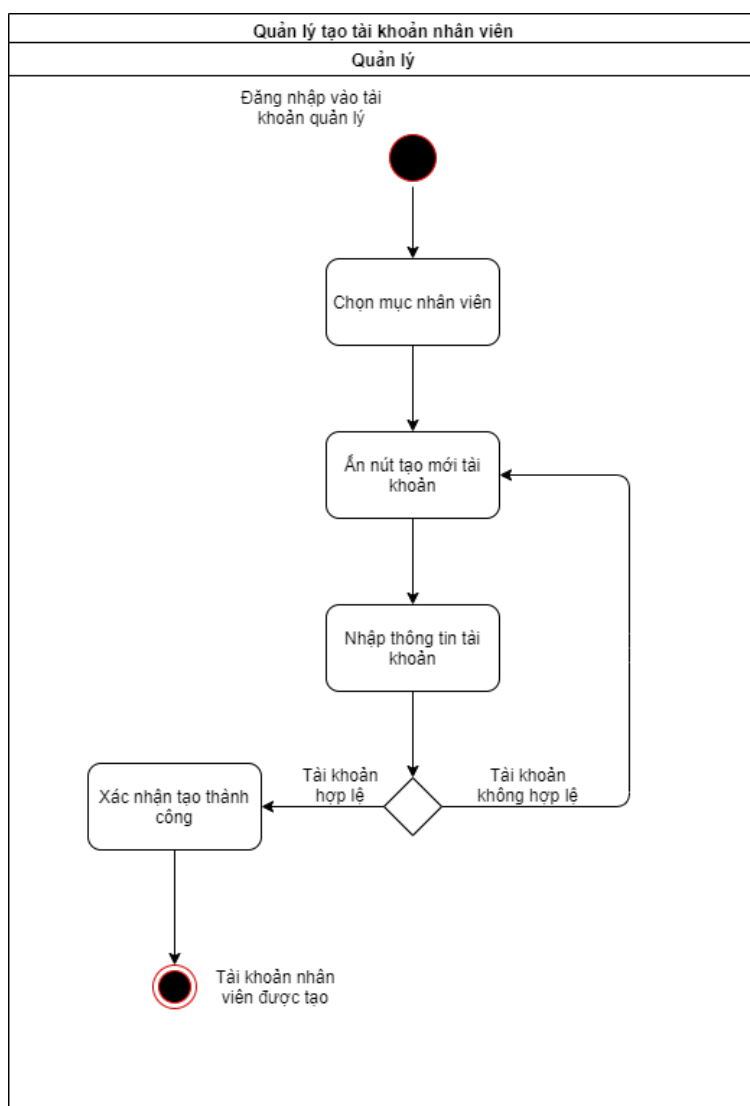 Quản lý tạo tài khoản nhân viên
Quản lý
Đăng nhập vào tài
khoản quản lý
Chọn mục nhân viên
Ấn nút tạo mới tài
khoản
Nhập thông tin tài
khoản
Tài khoản
hợp lệ
Tài khoản
không hợp lệ
Xác nhận tạo thành
công
Tài khoản nhân
viên được tạo